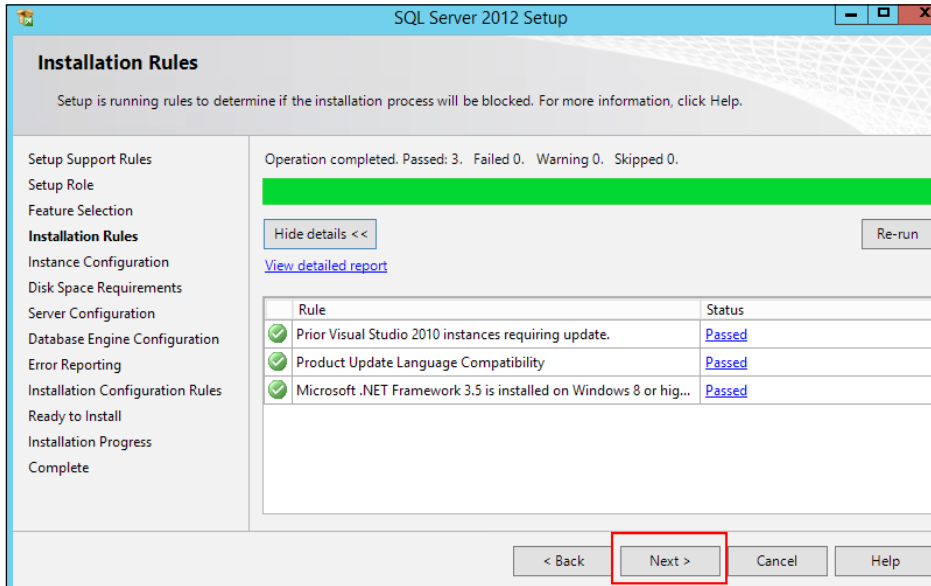 SQL Server 2012 Setup
Installation Rules
Setup is running rules to determine if the installation process will be blocked. For more information, click Help.
Setup Support Rules
Setup Role
Feature Selection
Installation Rules
Instance Configuration
Disk Space Requirements
Server Configuration
Database Engine Configuration
Error Reporting
Installation Configuration Rules
Ready to Install
Installation Progress
Complete
Operation completed. Passed: 3. Failed 0. Warning 0. Skipped 0.
Hide details << Re-run
View detailed report
Rule Status
Prior Visual Studio 2010 instances requiring update. Passed
Product Update Language Compatibility Passed
Microsoft .NET Framework 3.5 is installed on Windows 8 or hig... Passed
< Back Next > Cancel Help